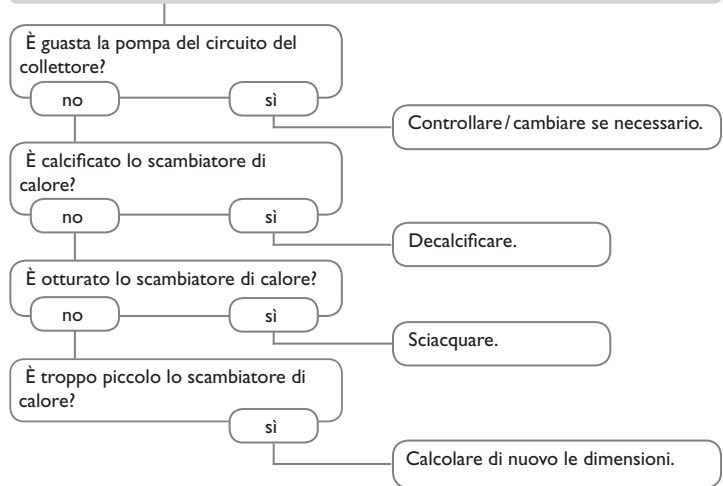 È guasta la pompa del circuito del
collettore?
no
sì
Controllare/cambiare se necessario.
È calcificato lo scambiatore di
calore?
no
sì
Decalcificare.
È otturato lo scambiatore di calore?
no
sì
Sciacquare.
È troppo piccolo lo scambiatore di
calore?
sì
Calcolare di nuovo le dimensioni.